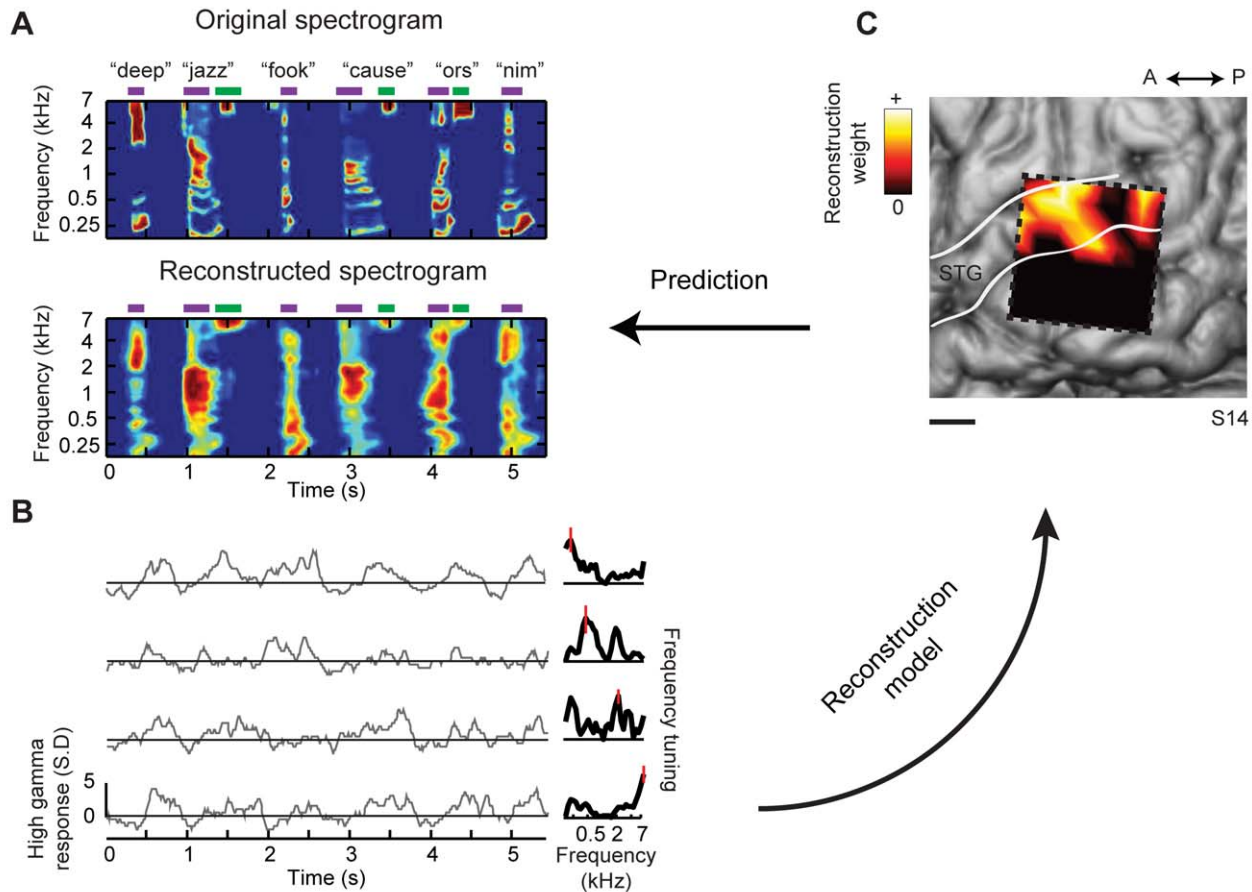 A
Original spectrogram
“deep” “jazz” “fook” “cause” “ors” “nim”
Frequency (kHz)
7
4
2
1
0.5
0.25
Reconstructed spectrogram
Frequency (kHz)
7
4
2
1
0.5
0.25
0 1 2 3 4 5
Time (s)
B
High gamma
response (S.D)
5
0
0 1 2 3 4 5
Time (s)
Frequency tuning
0.5 2 7
Frequency
(kHz)
Prediction
C
A P
Reconstruction
weight
+
0
STG
S14
Reconstruction
model